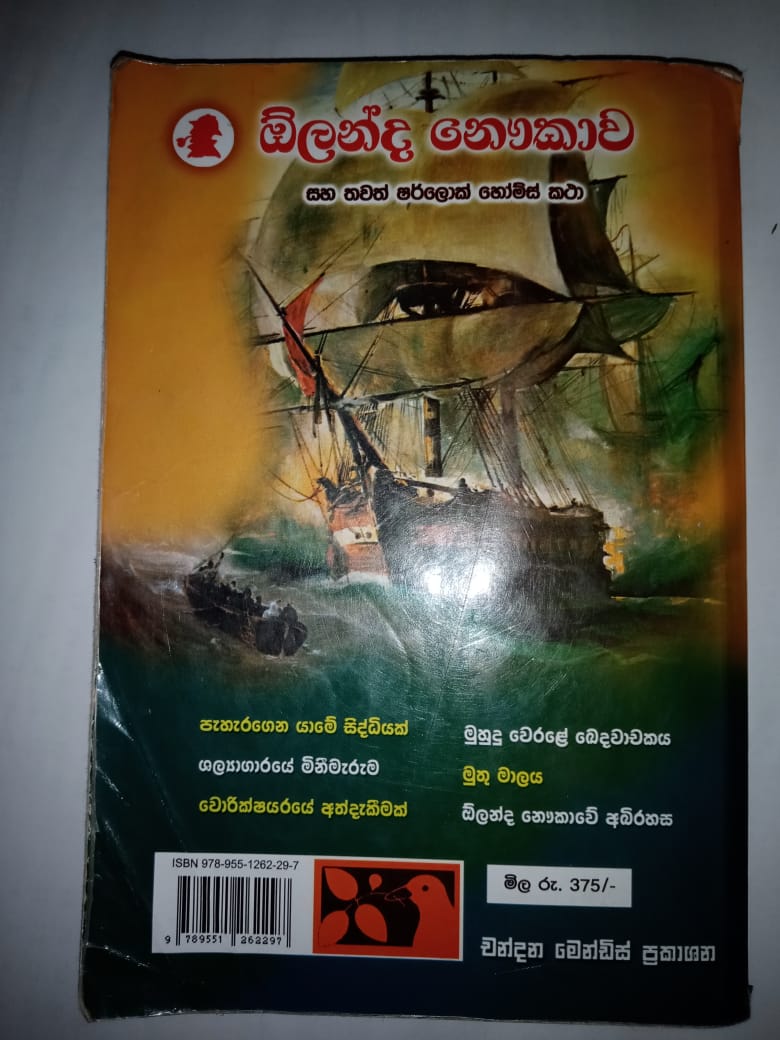 ඕලන්ද නෞකාව
සහ තවත් ෂර්ලොක් හෝම්ස් කථා
පැහැරගෙන යාමේ සිද්ධියක්
ශල්‍යාගාරයේ මිනීමැරුම
වොරික්ෂයරයේ අත්දැකීමක්
මුහුදු වෙරළේ ඛෙදවාචකය
මුතු මාලය
ඕලන්ද නෞකාවේ අබිරහස
ISBN 978-955-1262-29-7
9 789551 262297
මිල රු. 375/-
චන්දන මෙන්ඩිස් ප්‍රකාශන